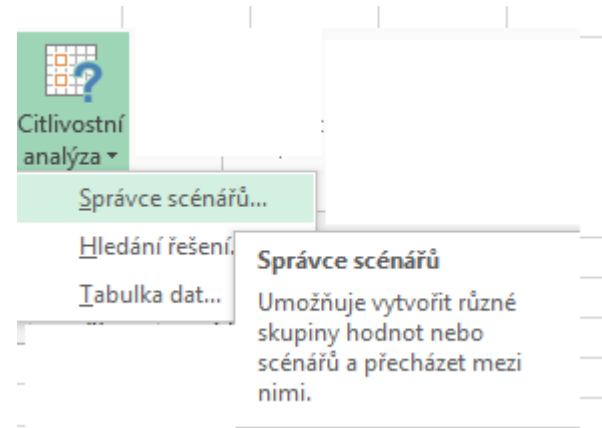 Citlivostní
analýza
Správce scénářů...
Hledání řešení.
Tabulka dat...
Správce scénářů
Umožňuje vytvořit různé
skupiny hodnot nebo
scénářů a přecházet mezi
nimi.